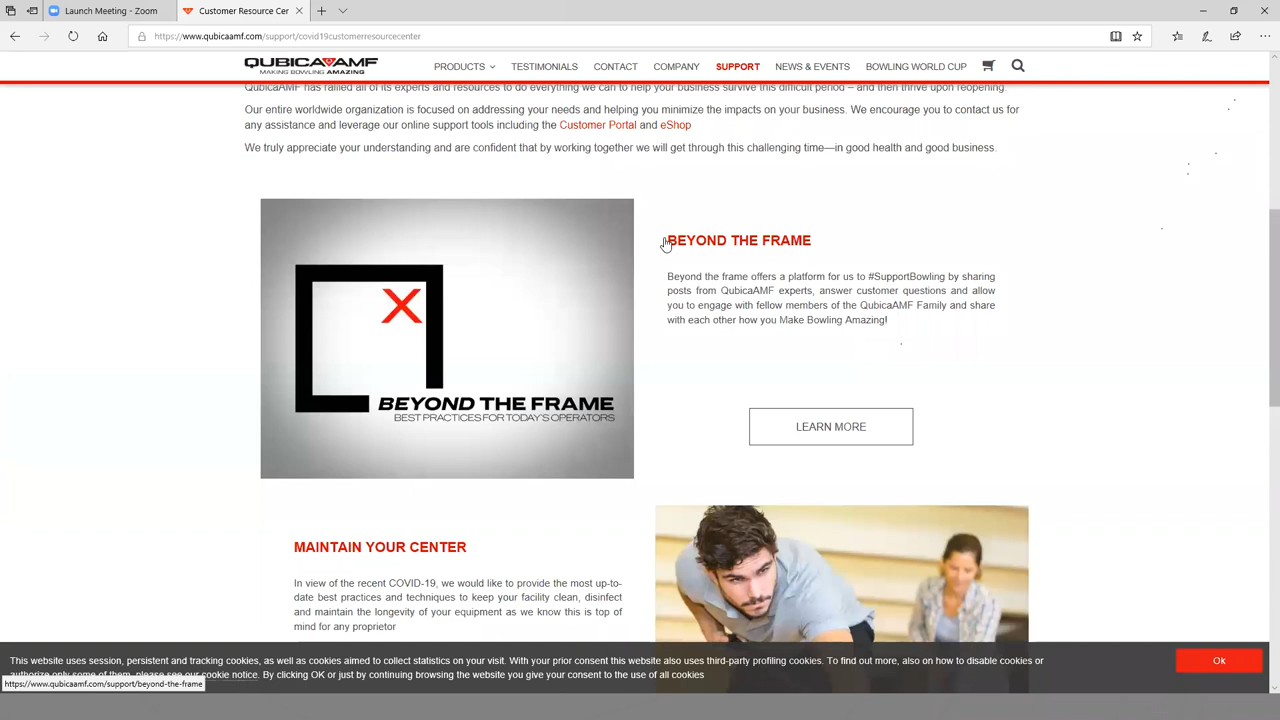 Launch Meeting - Zoom
Customer Resource Cer
https://www.qubicaamf.com/support/covid19customerresourcecenter
QUBICAAMF
MAKING BOWLING AMAZING
PRODUCTS TESTIMONIALS CONTACT COMPANY SUPPORT NEWS & EVENTS BOWLING WORLD CUP
QubicaAMF has rallied all of its experts and resources to do everything we can to help your business survive this difficult period – and then thrive upon reopening.
Our entire worldwide organization is focused on addressing your needs and helping you minimize the impacts on your business. We encourage you to contact us for
any assistance and leverage our online support tools including the Customer Portal and eShop
We truly appreciate your understanding and are confident that by working together we will get through this challenging time—in good health and good business.
BEYOND THE FRAME
BEST PRACTICES FOR TODAY'S OPERATORS
BEYOND THE FRAME
Beyond the frame offers a platform for us to #SupportBowling by sharing
posts from QubicaAMF experts, answer customer questions and allow
you to engage with fellow members of the QubicaAMF Family and share
with each other how you Make Bowling Amazing!
LEARN MORE
MAINTAIN YOUR CENTER
In view of the recent COVID-19, we would like to provide the most up-to-
date best practices and techniques to keep your facility clean, disinfect
and maintain the longevity of your equipment as we know this is top of
mind for any proprietor
This website uses session, persistent and tracking cookies, as well as cookies aimed to collect statistics on your visit. With your prior consent this website also uses third-party profiling cookies. To find out more, also on how to disable cookies or
authorize only some of them, please see our cookie notice. By clicking OK or just by continuing browsing the website you give your consent to the use of all cookies
Ok
https://www.qubicaamf.com/support/beyond-the-frame